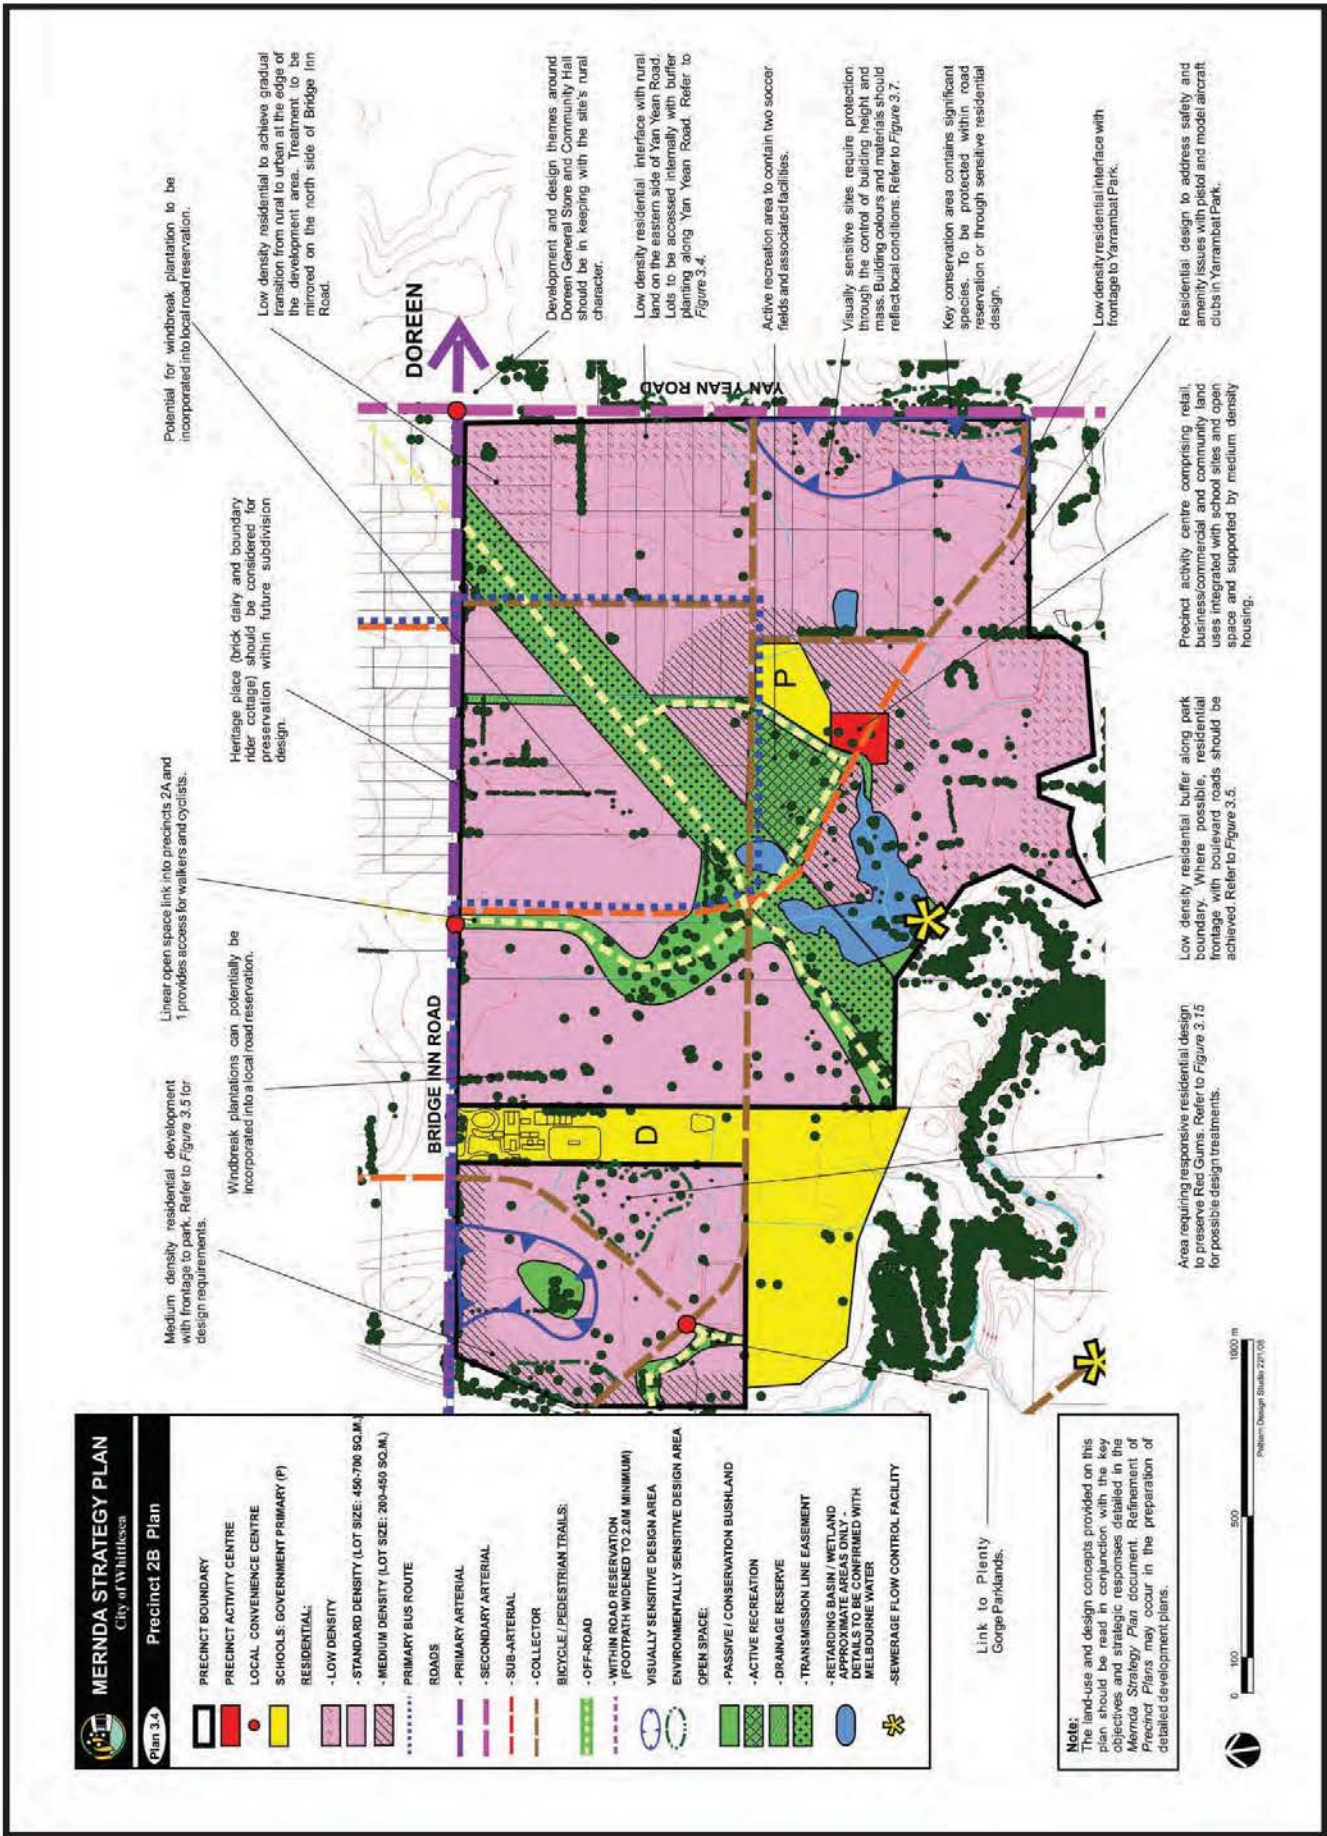 MERNDA STRATEGY PLAN
City of Whittlesea
Plan 3.4
Precinct 2B Plan
PRECINCT BOUNDARY
PRECINCT ACTIVITY CENTRE
LOCAL CONVENIENCE CENTRE
SCHOOLS: GOVERNMENT PRIMARY (P)
RESIDENTIAL:
- LOW DENSITY
- STANDARD DENSITY (LOT SIZE: 450-700 SQ.M.)
- MEDIUM DENSITY (LOT SIZE: 200-450 SQ.M.)
PRIMARY BUS ROUTE
ROADS
- PRIMARY ARTERIAL
- SECONDARY ARTERIAL
- SUB-ARTERIAL
- COLLECTOR
BICYCLE / PEDESTRIAN TRAILS:
- OFF-ROAD
- WITHIN ROAD RESERVATION
(FOOTPATH WIDENED TO 2.0M MINIMUM)
VISUALLY SENSITIVE DESIGN AREA
ENVIRONMENTALLY SENSITIVE DESIGN AREA
OPEN SPACE:
- PASSIVE / CONSERVATION BUSHLAND
- ACTIVE RECREATION
- DRAINAGE RESERVE
- TRANSMISSION LINE EASEMENT
- RETARDING BASIN / WETLAND
APPROXIMATE AREAS ONLY -
DETAILS TO BE CONFIRMED WITH
MELBOURNE WATER
-SEWERAGE FLOW CONTROL FACILITY
Note:
The land-use and design concepts provided on this
plan should be read in conjunction with the key
objectives and strategic responses detailed in the
Mernda Strategy Plan document. Refinement of
Precinct Plans may occur in the preparation of
detailed development plans.
0
100
500
1000 m
Medium density residential development
with frontage to park. Refer to Figure 3.5 for
design requirements.
Windbreak plantations can potentially be
incorporated into a local road reservation.
Linear open space link into precincts 2A and
1 provides access for walkers and cyclists.
Heritage place (brick dairy and boundary
rider cottage) should be considered for
preservation within future subdivision
design.
Potential for windbreak plantation to be
incorporated into local road reservation.
Low density residential to achieve gradual
transition from rural to urban at the edge of
the development area. Treatment to be
mirrored on the north side of Bridge Inn
Road.
DOREEN
BRIDGE INN ROAD
YAN YEAN ROAD
D
P
Development and design themes around
Doreen General Store and Community Hall
should be in keeping with the site's rural
character.
Low density residential interface with rural
land on the eastern side of Yan Yean Road.
Lots to be accessed internally with buffer
planting along Yan Yean Road. Refer to
Figure 3.4.
Active recreation area to contain two soccer
fields and associated facilities.
Visually sensitive sites require protection
through the control of building height and
mass. Building colours and materials should
reflect local conditions. Refer to Figure 3.7.
Key conservation area contains significant
species. To be protected within road
reservation or through sensitive residential
design.
Low density residential interface with
frontage to Yarrambat Park.
Residential design to address safety and
amenity issues with pistol and model aircraft
clubs in Yarrambat Park.
Precinct activity centre comprising retail,
business/commercial and community land
uses integrated with school sites and open
space and supported by medium density
housing.
Low density residential buffer along park
boundary. Where possible, residential
frontage with boulevard roads should be
achieved. Refer to Figure 3.5.
Area requiring responsive residential design
to preserve Red Gums. Refer to Figure 3.15
for possible design treatments.
Link to Plenty
Gorge Parklands.